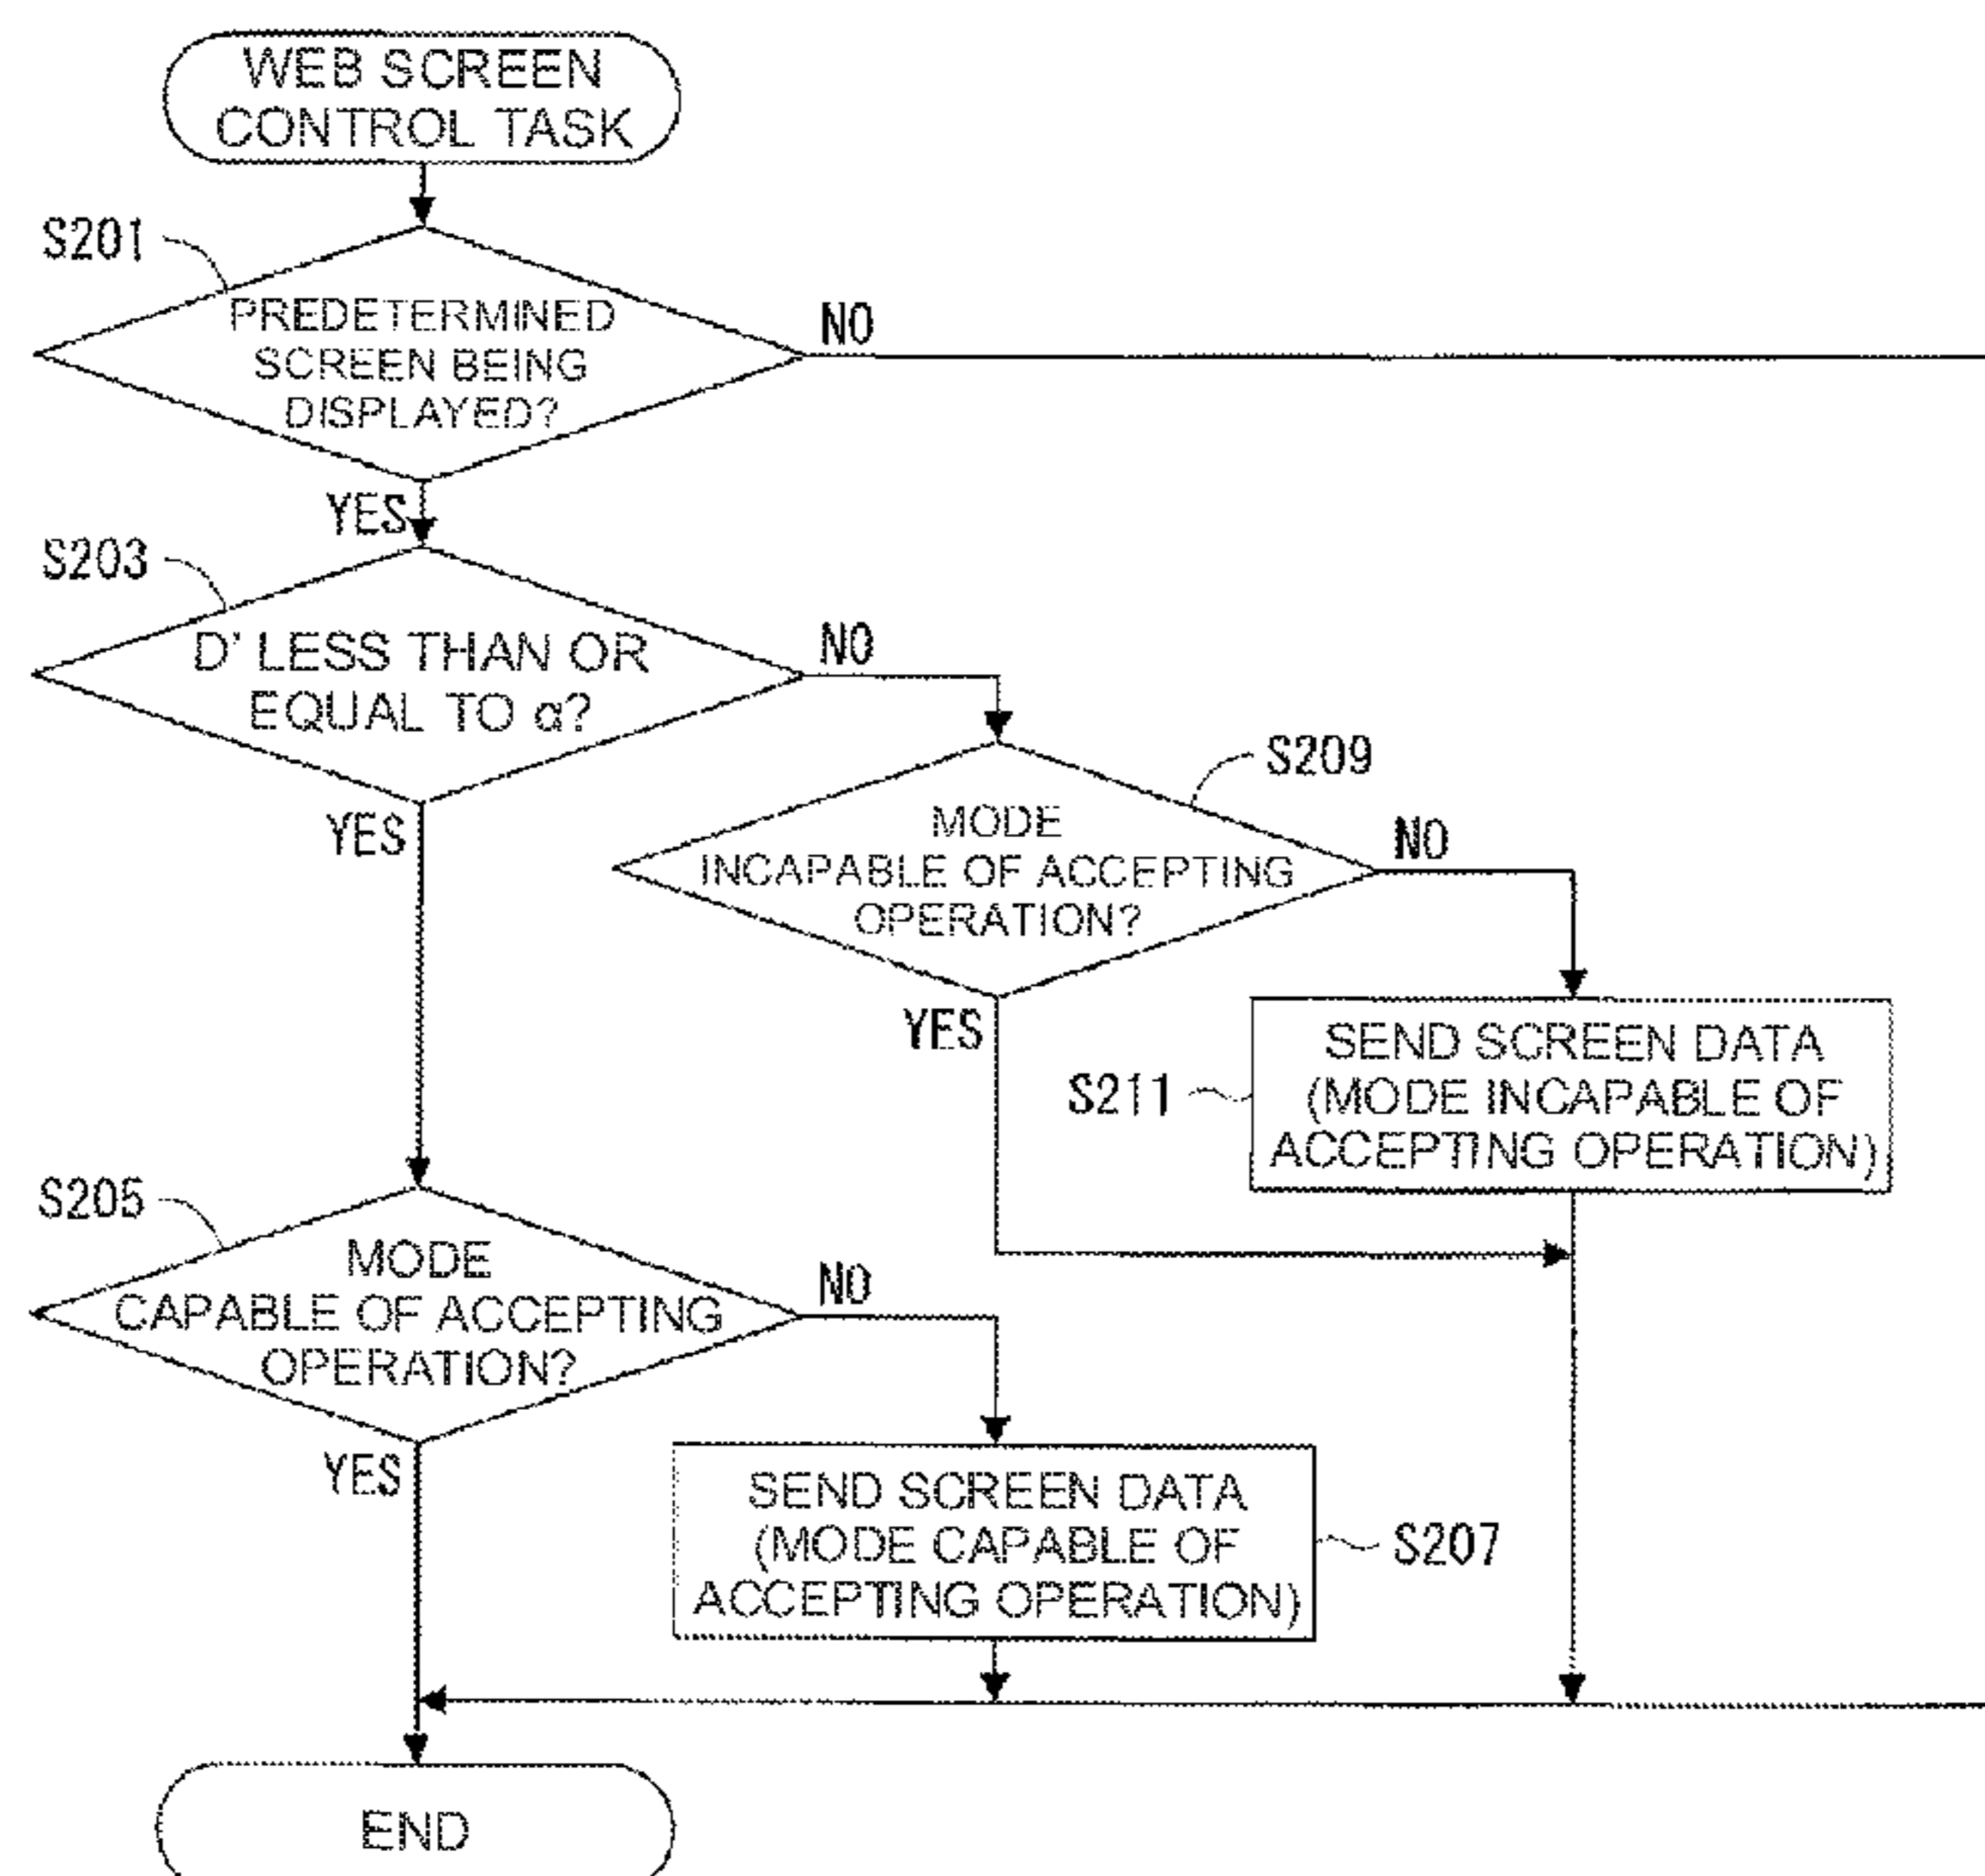 WEB SCREEN
CONTROL TASK
S201
PREDETERMINED
SCREEN BEING
DISPLAYED?
NO
YES
S203
D' LESS THAN OR
EQUAL TO α?
NO
YES
S209
MODE
INCAPABLE OF ACCEPTING
OPERATION?
NO
YES
S211
SEND SCREEN DATA
(MODE INCAPABLE OF
ACCEPTING OPERATION)
S205
MODE
CAPABLE OF ACCEPTING
OPERATION?
NO
YES
SEND SCREEN DATA
(MODE CAPABLE OF
ACCEPTING OPERATION)
S207
END